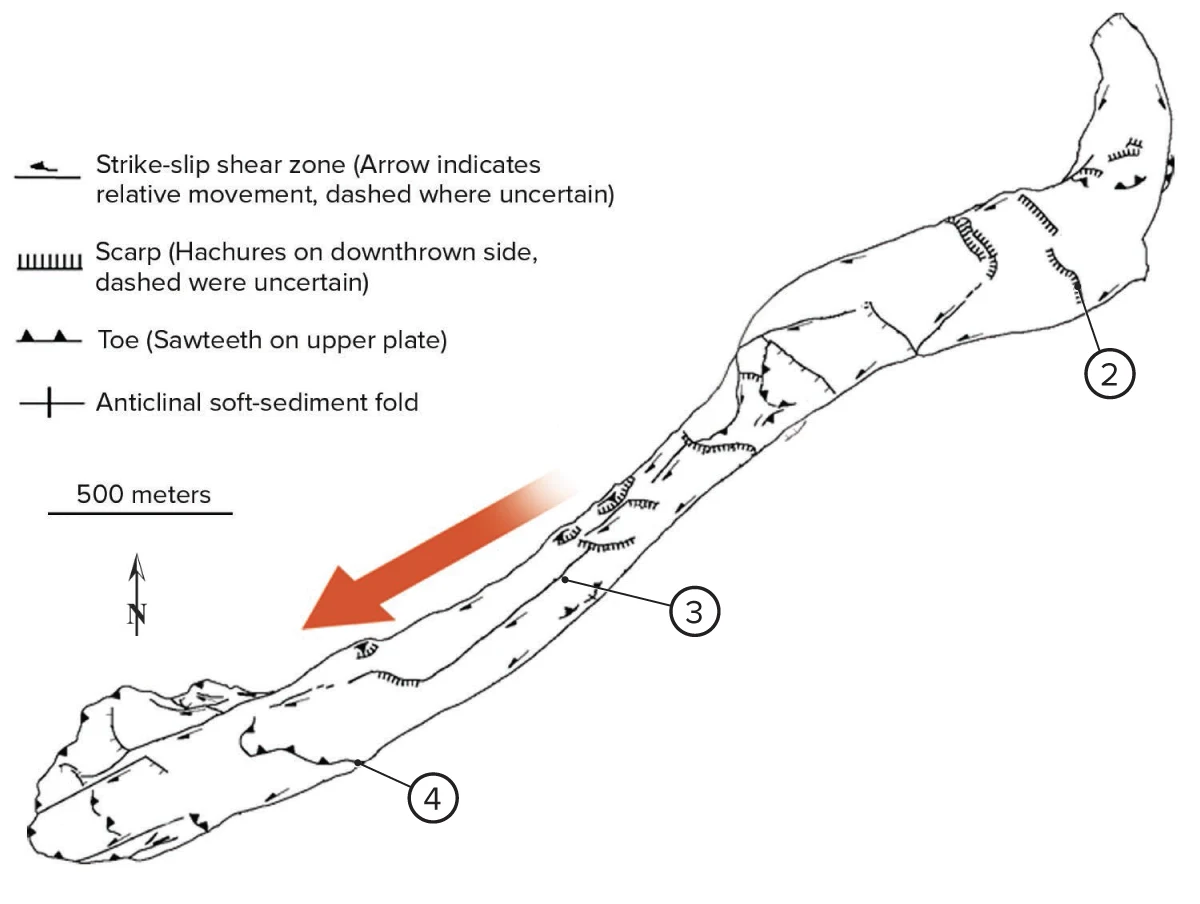 Strike-slip shear zone (Arrow indicates
relative movement, dashed where uncertain)
Scarp (Hachures on downthrown side,
dashed were uncertain)
Toe (Sawteeth on upper plate)
Anticlinal soft-sediment fold
500 meters
N
2
3
4